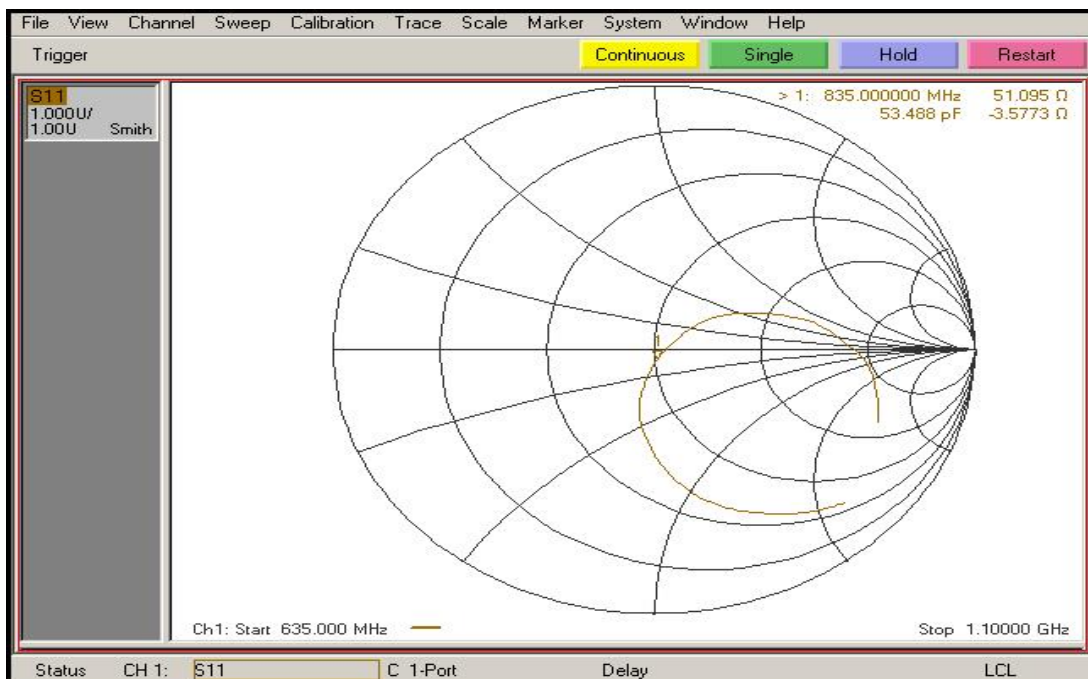 File View Channel Sweep Calibration Trace Scale Marker System Window Help
Trigger Continuous Single Hold Restart
S11
1.000U/
1.00U Smith
> 1: 835.000000 MHz 51.095 Ω
53.488 pF -3.5773 Ω
1
Ch1: Start 635.000 MHz Stop 1.10000 GHz
Status CH 1: S11 C 1-Port Delay LCL